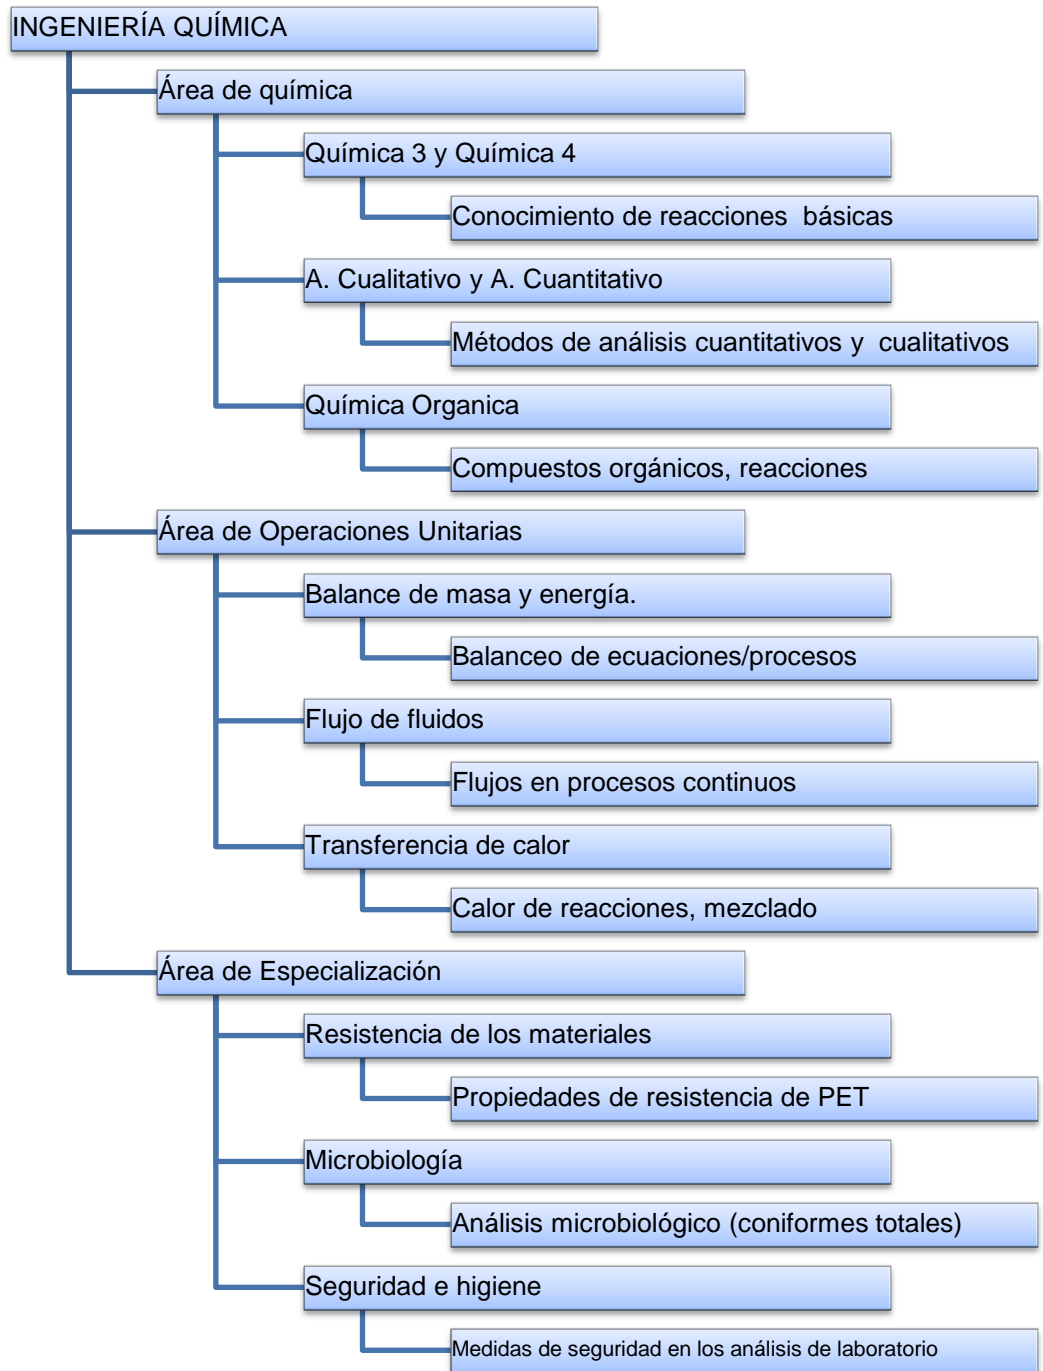 INGENIERÍA QUÍMICA
Área de química
Química 3 y Química 4
Conocimiento de reacciones básicas
A. Cualitativo y A. Cuantitativo
Métodos de análisis cuantitativos y cualitativos
Química Organica
Compuestos orgánicos, reacciones
Área de Operaciones Unitarias
Balance de masa y energía.
Balanceo de ecuaciones/procesos
Flujo de fluidos
Flujos en procesos continuos
Transferencia de calor
Calor de reacciones, mezclado
Área de Especialización
Resistencia de los materiales
Propiedades de resistencia de PET
Microbiología
Análisis microbiológico (coniformes totales)
Seguridad e higiene
Medidas de seguridad en los análisis de laboratorio